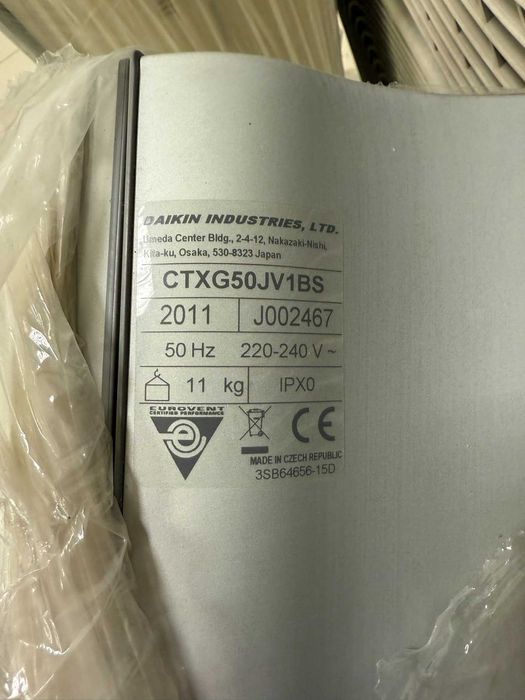 DAIKIN INDUSTRIES, LTD.
Umeda Center Bldg., 2-4-12, Nakazaki-Nishi,
Kita-ku, Osaka, 530-8323 Japan
CTXG50JV1BS
2011 J002467
50 Hz 220-240 V ~
11 kg IPX0
EUROVENT
CERTIFIED PERFORMANCE
CE
MADE IN CZECH REPUBLIC
3SB64656-15D